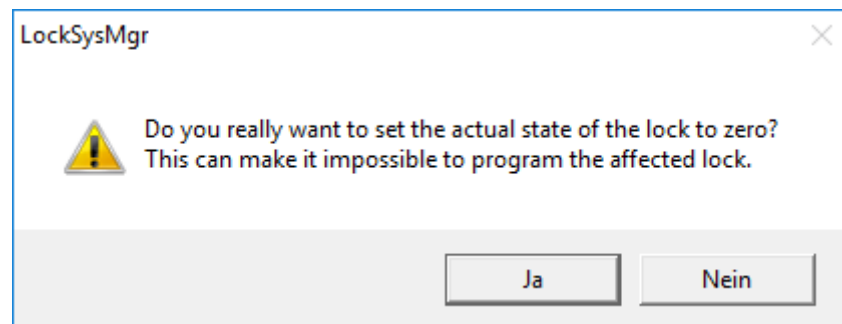 LockSysMgr
Do you really want to set the actual state of the lock to zero?
This can make it impossible to program the affected lock.
Ja
Nein